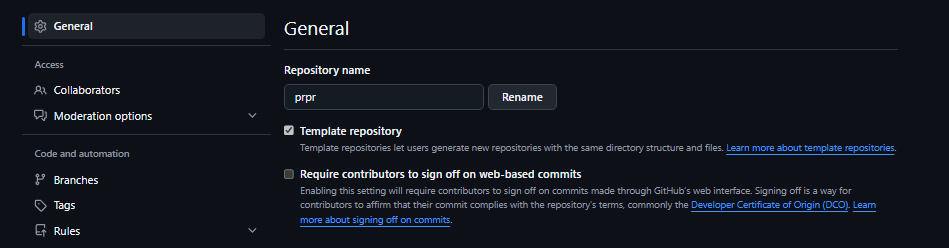 General
Access
Collaborators
Moderation options
Code and automation
Branches
Tags
Rules
General
Repository name
prpr
Rename
Template repository
Template repositories let users generate new repositories with the same directory structure and files. Learn more about template repositories.
Require contributors to sign off on web-based commits
Enabling this setting will require contributors to sign off on commits made through GitHub's web interface. Signing off is a way for
contributors to affirm that their commit complies with the repository's terms, commonly the Developer Certificate of Origin (DCO). Learn
more about signing off on commits.